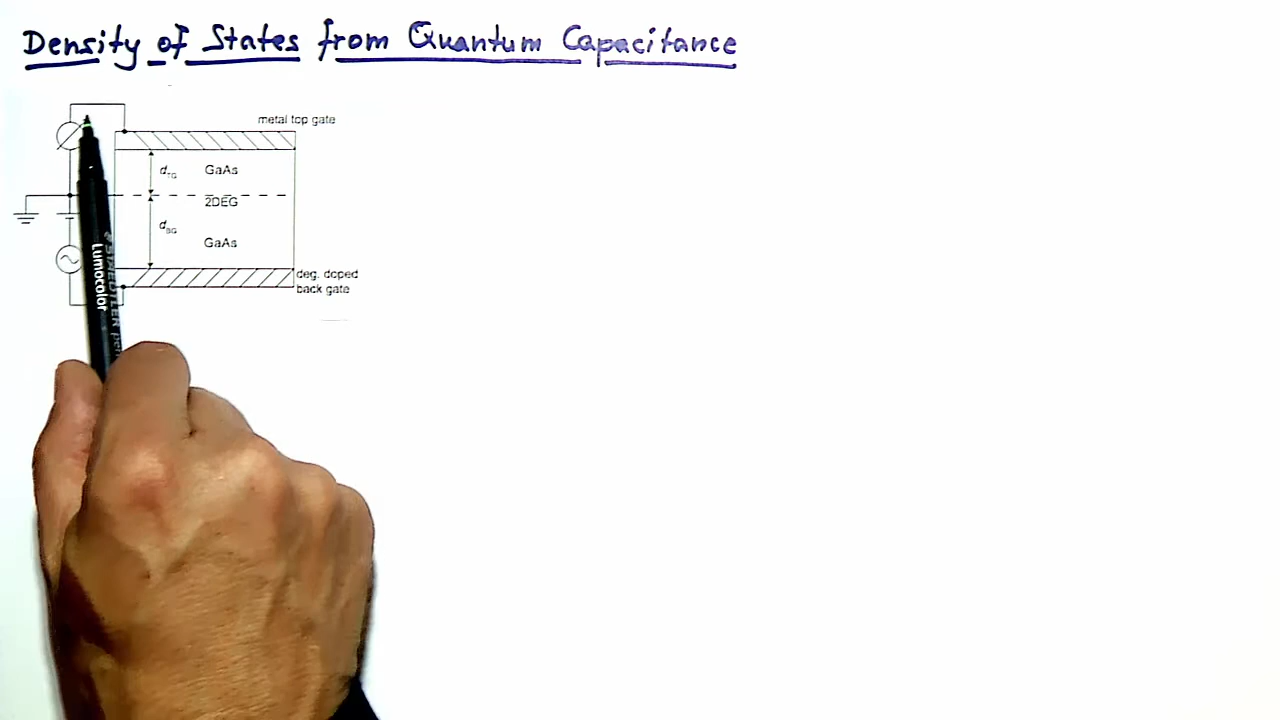 Density of States from Quantum Capacitance
metal top gate
d_TG GaAs
2DEG
d_BG
GaAs
deg. doped
back gate
STAEDTLER
Lumocolor